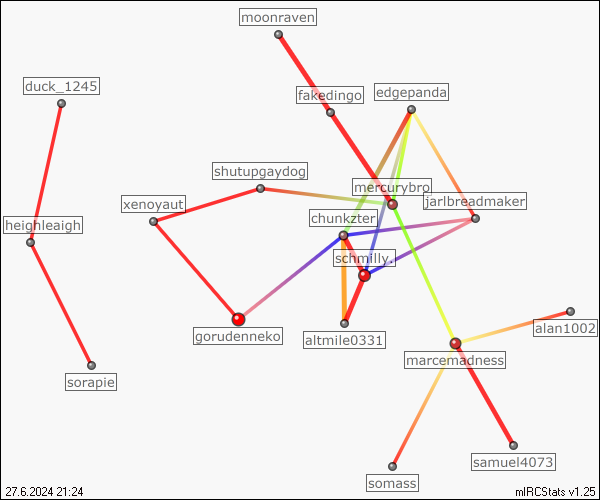 moonraven
duck_1245
edgepanda
fakedingo
shutupgaydog
mercurybro
jarlbreadmaker
xenoyaut
chunkzter
heighleaigh
schmilly.
gorudenneko
altmile0331
alan1002
marcemadness
sorapie
samuel4073
somass
27.6.2024 21:24
mIRCStats v1.25